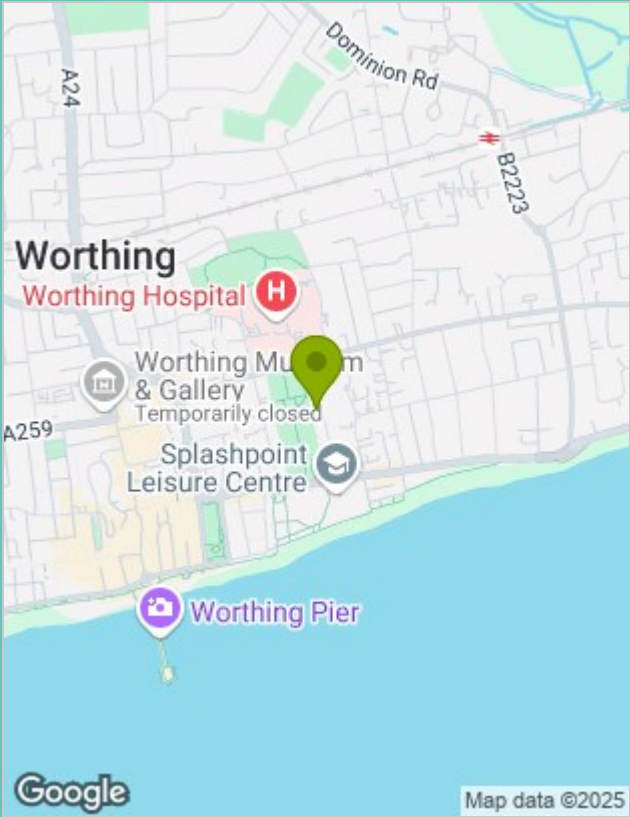 Dominion Rd
A24
B2223
Worthing
Worthing Hospital
H
Worthing Museum
& Gallery
Temporarily closed
A259
Splashpoint
Leisure Centre
Worthing Pier
Google
Map data ©2025